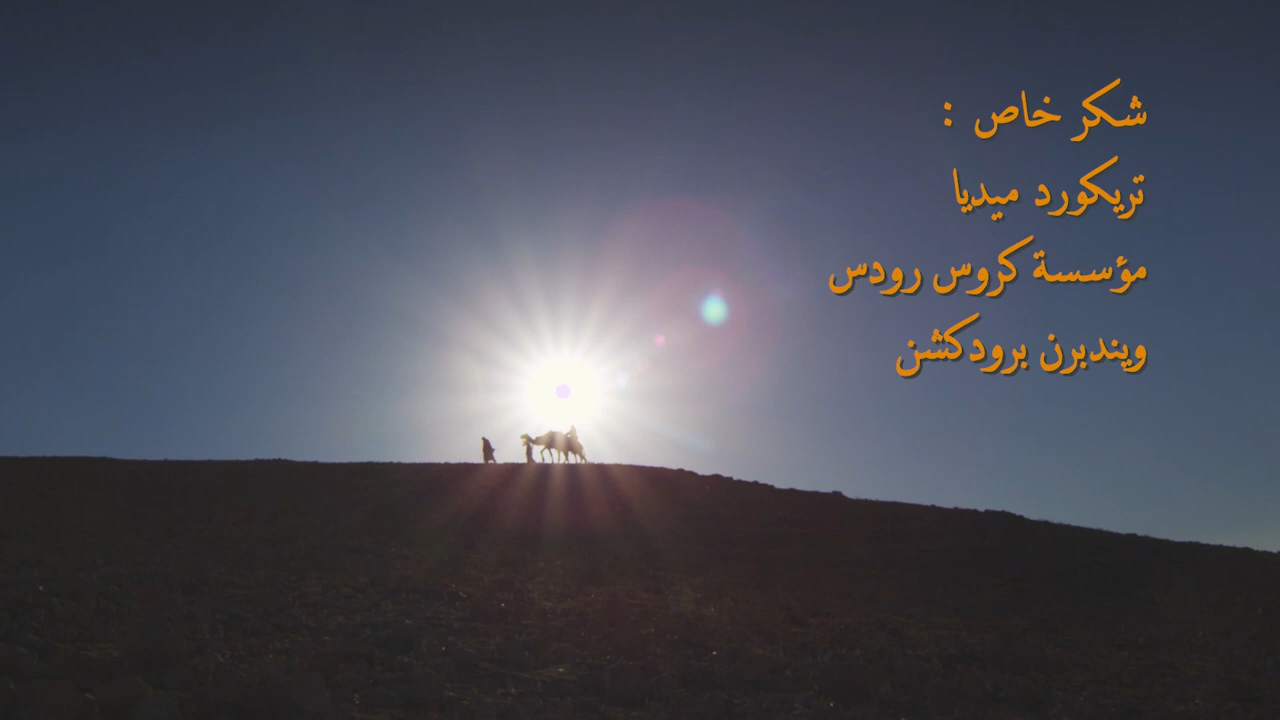 شكر خاص :
تريكورد ميديا
مؤسسة كروس رودس
ويندبرن برودكشن